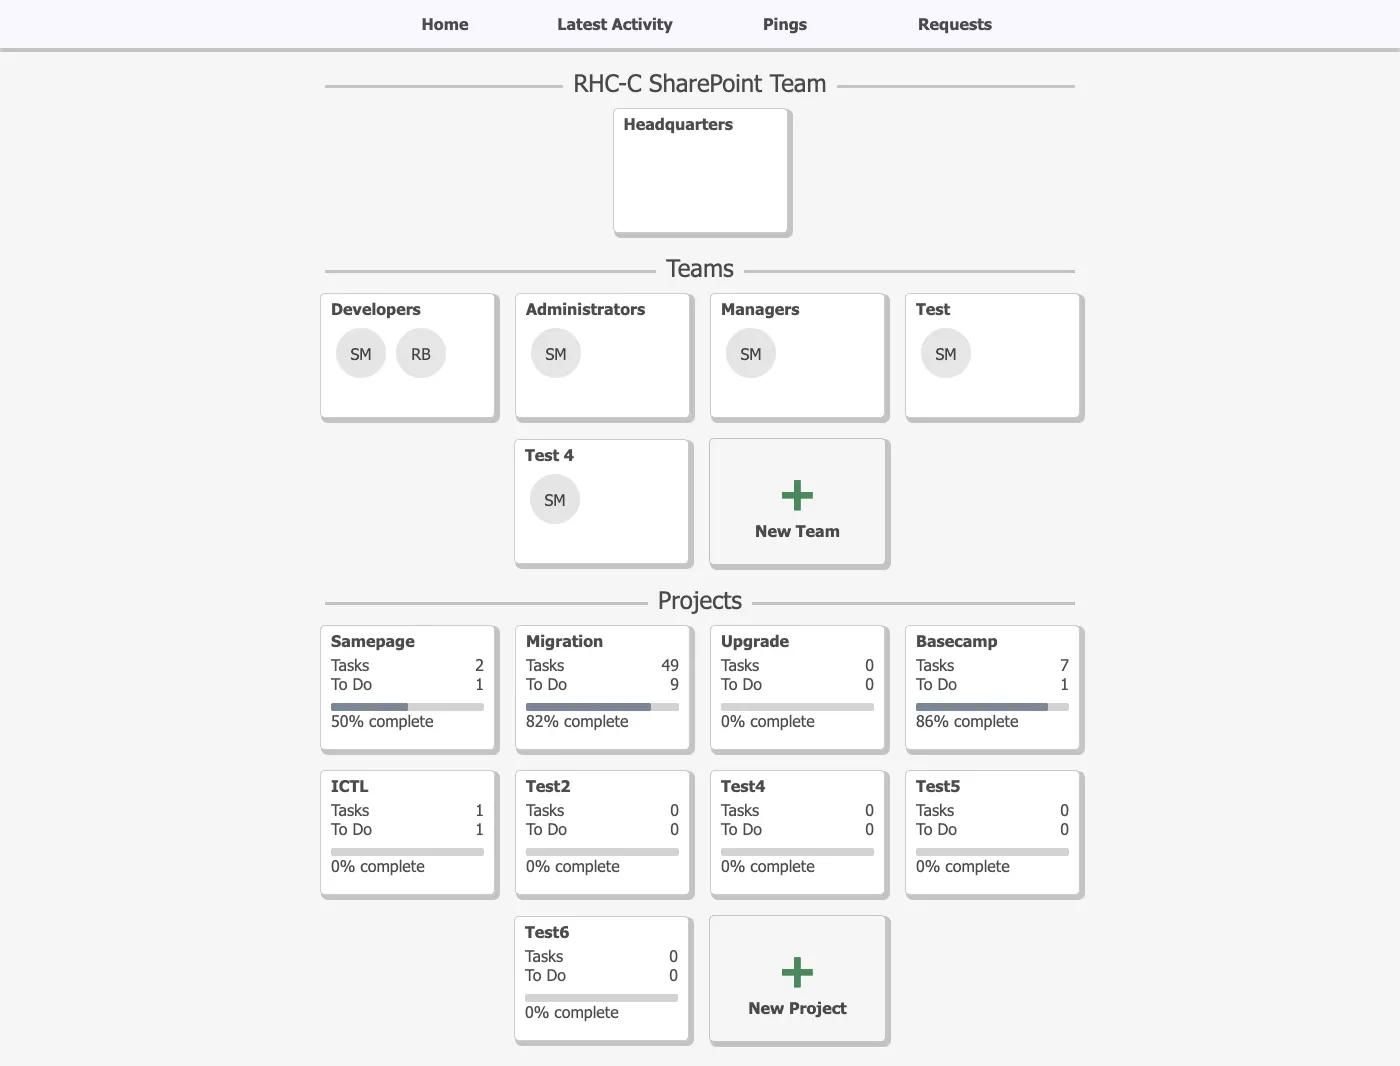 Home Latest Activity Pings Requests
RHC-C SharePoint Team
Headquarters
Teams
Developers
SM RB
Administrators
SM
Managers
SM
Test
SM
Test 4
SM
New Team
Projects
Samepage
Tasks 2
To Do 1
50% complete
Migration
Tasks 49
To Do 9
82% complete
Upgrade
Tasks 0
To Do 0
0% complete
Basecamp
Tasks 7
To Do 1
86% complete
ICTL
Tasks 1
To Do 1
0% complete
Test2
Tasks 0
To Do 0
0% complete
Test4
Tasks 0
To Do 0
0% complete
Test5
Tasks 0
To Do 0
0% complete
Test6
Tasks 0
To Do 0
0% complete
New Project